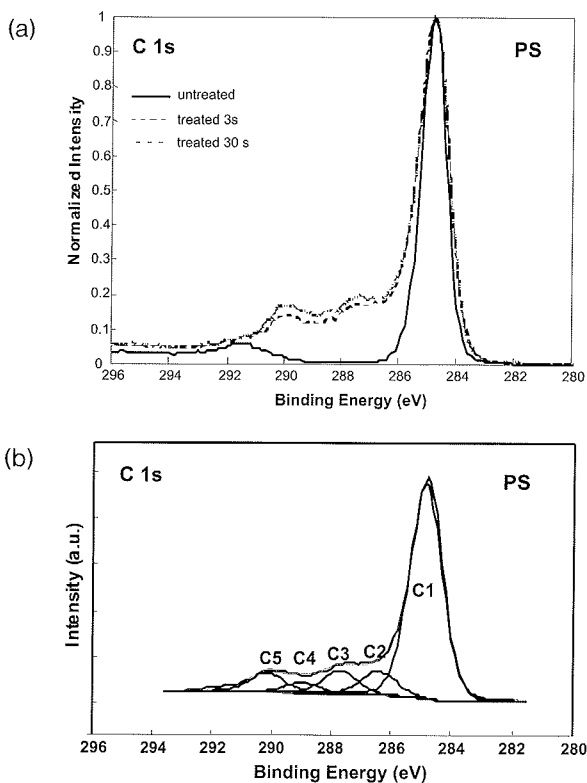 (a)
C 1s
PS
untreated
treated 3s
treated 30 s
Normalized Intensity
1
0.9
0.8
0.7
0.6
0.5
0.4
0.3
0.2
0.1
0
296 294 292 290 288 286 284 282 280
Binding Energy (eV)
(b)
C 1s
PS
Intensity (a.u.)
C1
C5 C4 C3 C2
296 294 292 290 288 286 284 282 280
Binding Energy (eV)